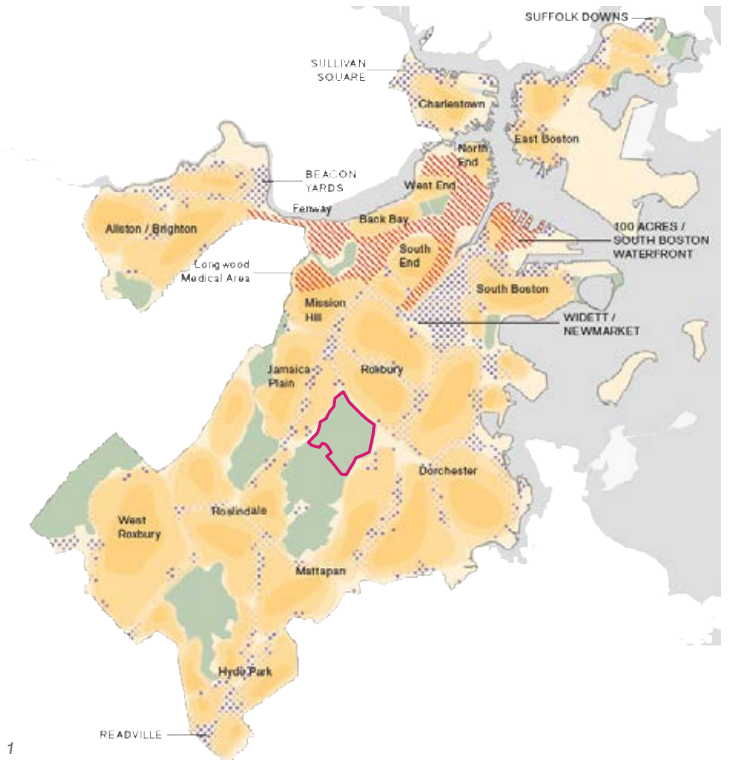 SUFFOLK DOWNS
SULLIVAN
SQUARE
Charlestown
East Boston
North
End
BEACON
YARDS
West End
Fenway
Back Bay
Allston / Brighton
100 ACRES /
SOUTH BOSTON
WATERFRONT
South
End
Longwood
Medical Area
South Boston
Mission
Hill
WIDETT /
NEWMARKET
Jamaica
Plain
Roxbury
Dorchester
Roslindale
West
Roxbury
Mattapan
Hyde Park
READVILLE
1